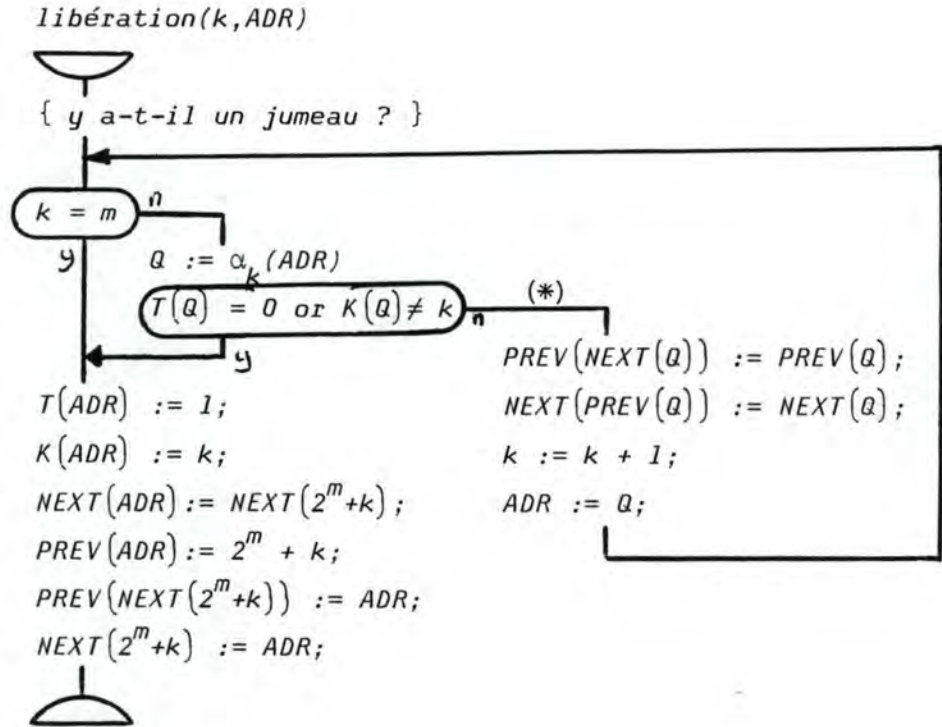 libération(k,ADR)
{ y a-t-il un jumeau ? }
k = m
n
y
Q := α_k(ADR)
T(Q) = 0 or K(Q) ≠ k
n
(*)
y
T(ADR) := 1;
K(ADR) := k;
NEXT(ADR) := NEXT(2^m+k);
PREV(ADR) := 2^m + k;
PREV(NEXT(2^m+k)) := ADR;
NEXT(2^m+k) := ADR;
PREV(NEXT(Q)) := PREV(Q);
NEXT(PREV(Q)) := NEXT(Q);
k := k + 1;
ADR := Q;